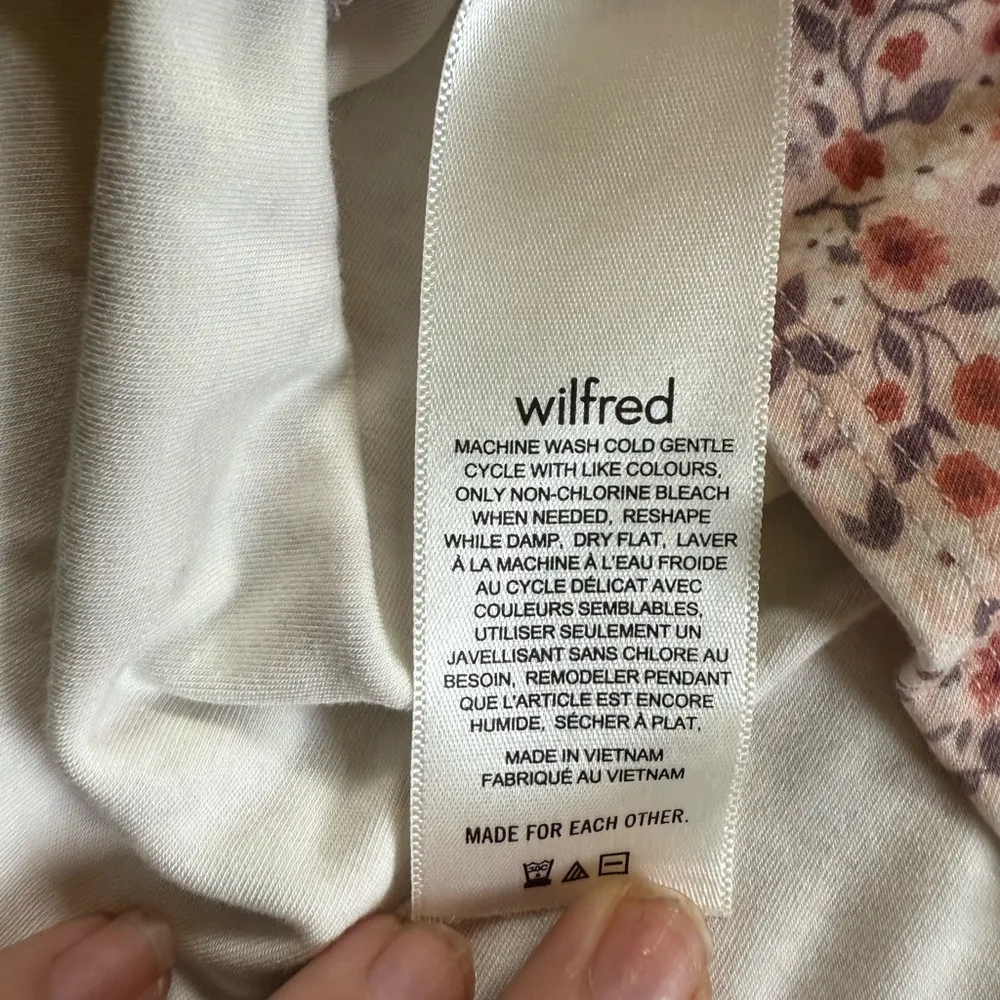 wilfred
MACHINE WASH COLD GENTLE
CYCLE WITH LIKE COLOURS,
ONLY NON-CHLORINE BLEACH
WHEN NEEDED, RESHAPE
WHILE DAMP, DRY FLAT, LAVER
À LA MACHINE À L'EAU FROIDE
AU CYCLE DÉLICAT AVEC
COULEURS SEMBLABLES,
UTILISER SEULEMENT UN
JAVELLISANT SANS CHLORE AU
BESOIN, REMODELER PENDANT
QUE L'ARTICLE EST ENCORE
HUMIDE, SÉCHER À PLAT,
MADE IN VIETNAM
FABRIQUÉ AU VIETNAM
MADE FOR EACH OTHER.
30C